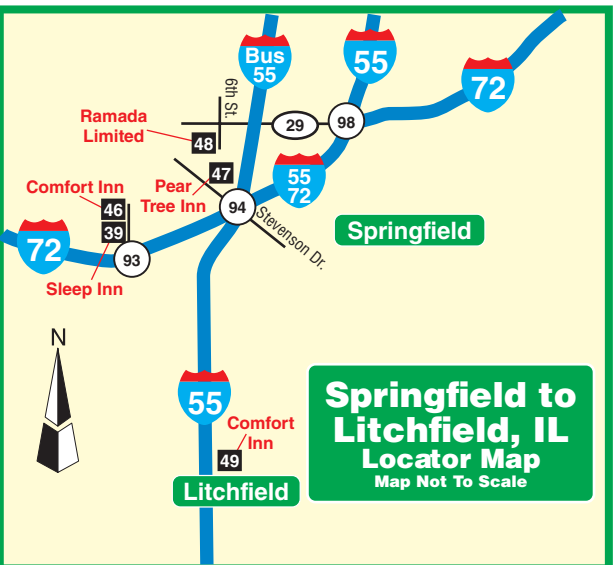 Bus
55
55
72
6th St.
Ramada
Limited
48
29
98
47
55
72
Comfort Inn
Pear
Tree Inn
46
39
94
Stevenson Dr.
Springfield
72
93
Sleep Inn
N
55
Springfield to
Litchfield, IL
Locator Map
Map Not To Scale
Comfort
Inn
49
Litchfield